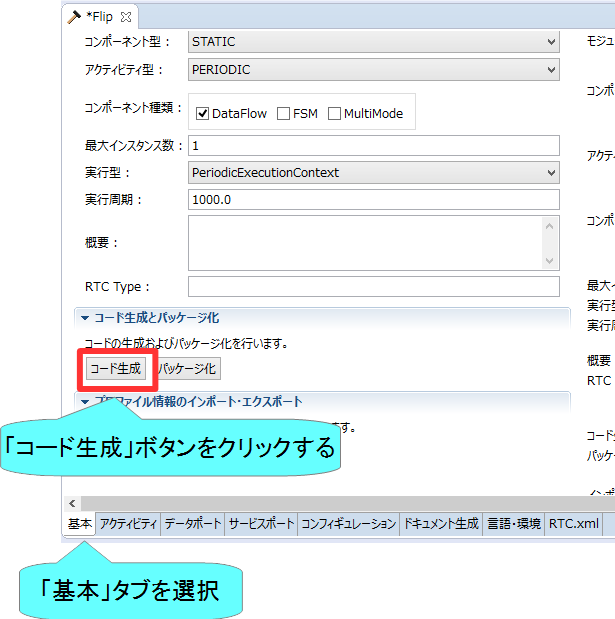 *Flip
コンポーネント型： STATIC
モジュ
アクティビティ型： PERIODIC
コンポ
コンポーネント種類： DataFlow FSM MultiMode
アクテ
最大インスタンス数： 1
実行型： PeriodicExecutionContext
実行周期： 1000.0
コンポ
概要：
RTC Type：
最大イ
実行型
実行周
コード生成とパッケージ化
コードの生成およびパッケージ化を行います。
概要
コード生成 パッケージ化
RTC
プロファイル情報のインポート・エクスポート
ます。
コード生
「コード生成」ボタンをクリックする
パッケー
インポ
基本 アクティビティ データポート サービスポート コンフィギュレーション ドキュメント生成 言語・環境 RTC.xml
「基本」タブを選択